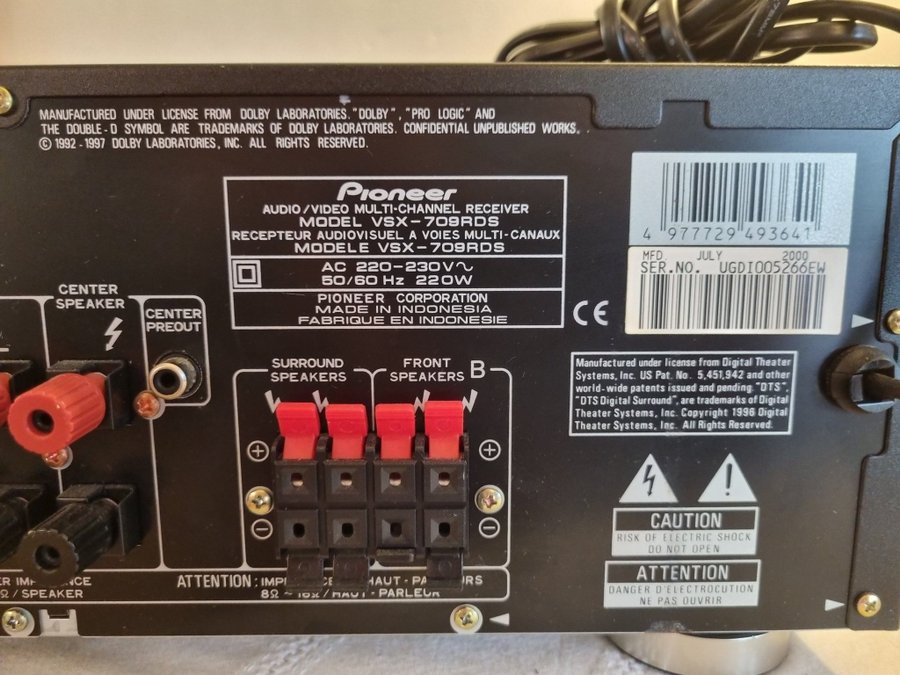 MANUFACTURED UNDER LICENSE FROM DOLBY LABORATORIES. "DOLBY", "PRO LOGIC" AND
THE DOUBLE-D SYMBOL ARE TRADEMARKS OF DOLBY LABORATORIES. CONFIDENTIAL UNPUBLISHED WORKS.
© 1992-1997 DOLBY LABORATORIES, INC. ALL RIGHTS RESERVED.
Pioneer
AUDIO/VIDEO MULTI-CHANNEL RECEIVER
MODEL VSX-709RDS
RECEPTEUR AUDIOVISUEL A VOIES MULTI-CANAUX
MODELE VSX-709RDS
AC 220-230V~
50/60 Hz 220W
PIONEER CORPORATION
MADE IN INDONESIA
FABRIQUE EN INDONESIE
CE
4 977729 493641
MFD. JULY 2000
SER.NO. UGDI005266EW
Manufactured under license from Digital Theater
Systems, Inc. US Pat. No. 5,451,942 and other
world-wide patents issued and pending. "DTS",
"DTS Digital Surround", are trademarks of Digital
Theater Systems, Inc. Copyright 1996 Digital
Theater Systems, Inc. All Rights Reserved.
CENTER
SPEAKER
CENTER
PREOUT
SURROUND
SPEAKERS
FRONT
SPEAKERS B
+
+
−
−
CAUTION
RISK OF ELECTRIC SHOCK
DO NOT OPEN
ATTENTION
DANGER D'ELECTROCUTION
NE PAS OUVRIR
Ω/SPEAKER
ATTENTION: HAUT-PARLEURS
8Ω~16Ω/HAUT-PARLEUR